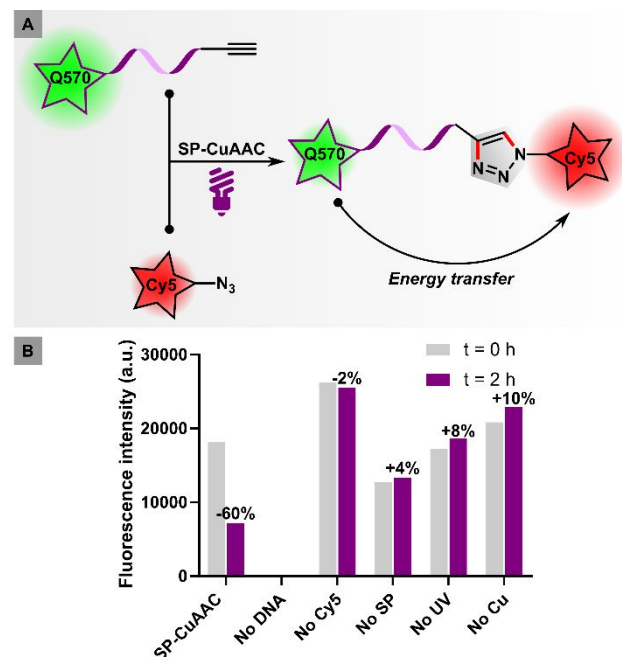 A
Q570
SP-CuAAC
Cy5
N₃
Q570
N
N
N
Cy5
Energy transfer
B
Fluorescence intensity (a.u.)
30000
20000
10000
0
t = 0 h
t = 2 h
-60%
-2%
+4%
+8%
+10%
SP-CuAAC
No DNA
No Cy5
No SP
No UV
No Cu